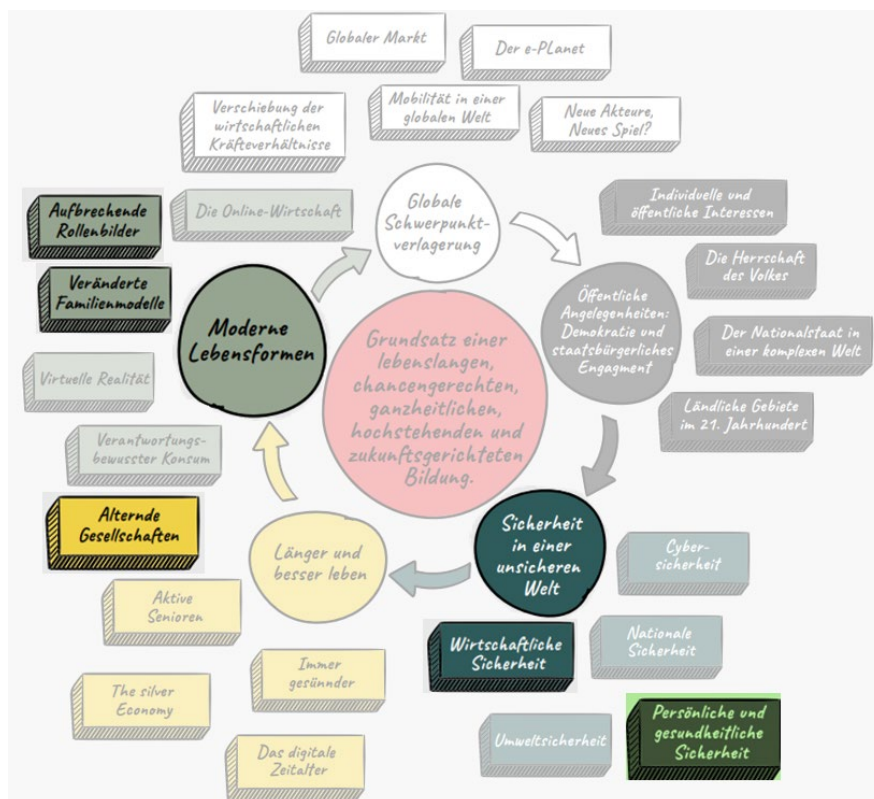 Globaler Markt
Der e-PLanet
Verschiebung der
wirtschaftlichen
Kräfteverhältnisse
Mobilität in einer
globalen Welt
Neue Akteure,
Neues Spiel?
Aufbrechende
Rollenbilder
Die Online-Wirtschaft
Globale
Schwerpunkt-
verlagerung
Individuelle und
öffentliche Interessen
Die Herrschaft
des Volkes
Veränderte
Familienmodelle
Moderne
Lebensformen
Öffentliche
Angelegenheiten:
Demokratie und
staatsbürgerliches
Engagment
Der Nationalstaat in
einer komplexen Welt
Grundsatz einer
lebenslangen,
chancengerechten,
ganzheitlichen,
hochstehenden und
zukunftsgerichteten
Bildung.
Virtuelle Realität
Ländliche Gebiete
im 21. Jahrhundert
Verantwortungs-
bewusster Konsum
Alternde
Gesellschaften
Länger und
besser leben
Sicherheit
in einer
unsicheren
Welt
Cyber-
sicherheit
Aktive
Senioren
Wirtschaftliche
Sicherheit
Nationale
Sicherheit
The silver
Economy
Immer
gesünnder
Das digitale
Zeitalter
Umweltsicherheit
Persönliche und
gesundheitliche
Sicherheit